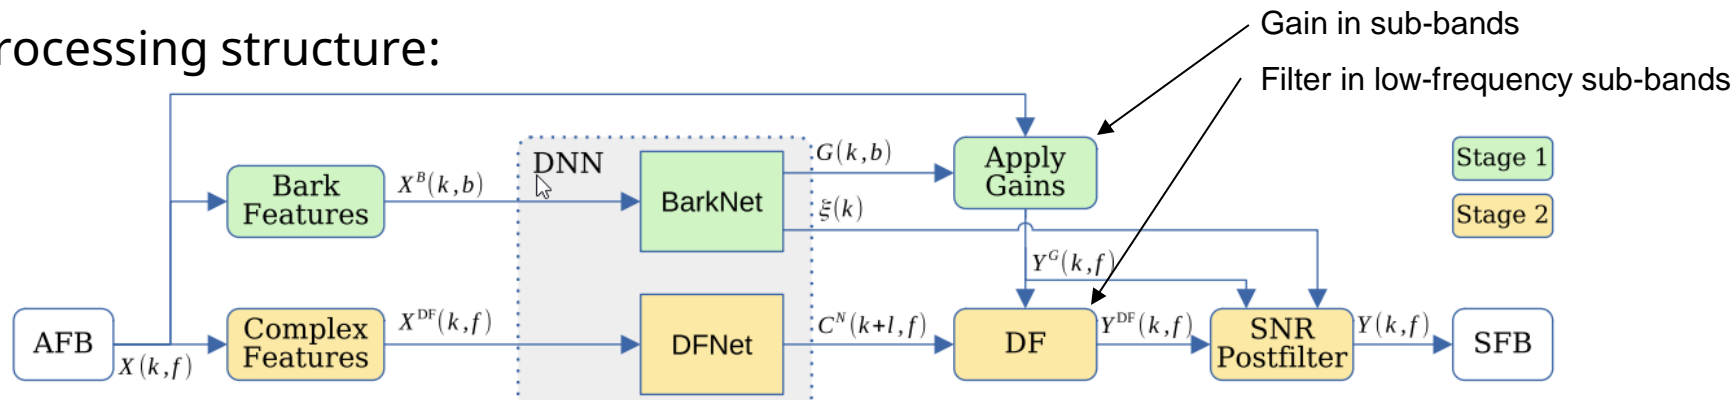 rocessing structure:
Gain in sub-bands
Filter in low-frequency sub-bands
DNN
Bark
Features
X^B(k,b)
BarkNet
G(k,b)
ξ(k)
Apply
Gains
Stage 1
Stage 2
Y^G(k,f)
AFB
X(k,f)
Complex
Features
X^DF(k,f)
DFNet
C^N(k+l,f)
DF
Y^DF(k,f)
SNR
Postfilter
Y(k,f)
SFB